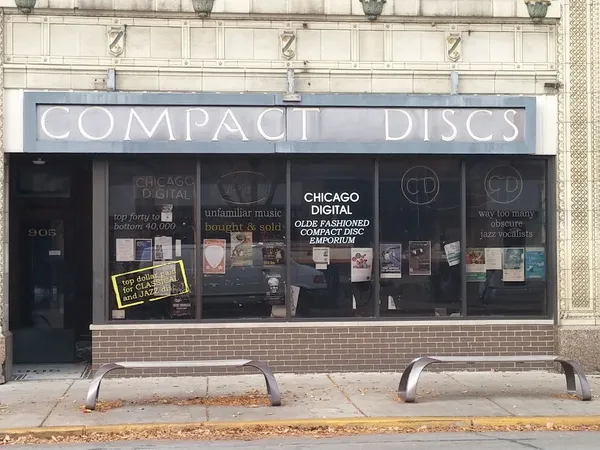 COMPACT DISCS
905
CHICAGO
DIGITAL
top forty to
bottom 40,000
top dollar paid
for CLASSICAL
and JAZZ discs
unfamiliar music
bought & sold
CHICAGO
DIGITAL
OLDE FASHIONED
COMPACT DISC
EMPORIUM
CD
CD
way too many
obscure
jazz vocalists